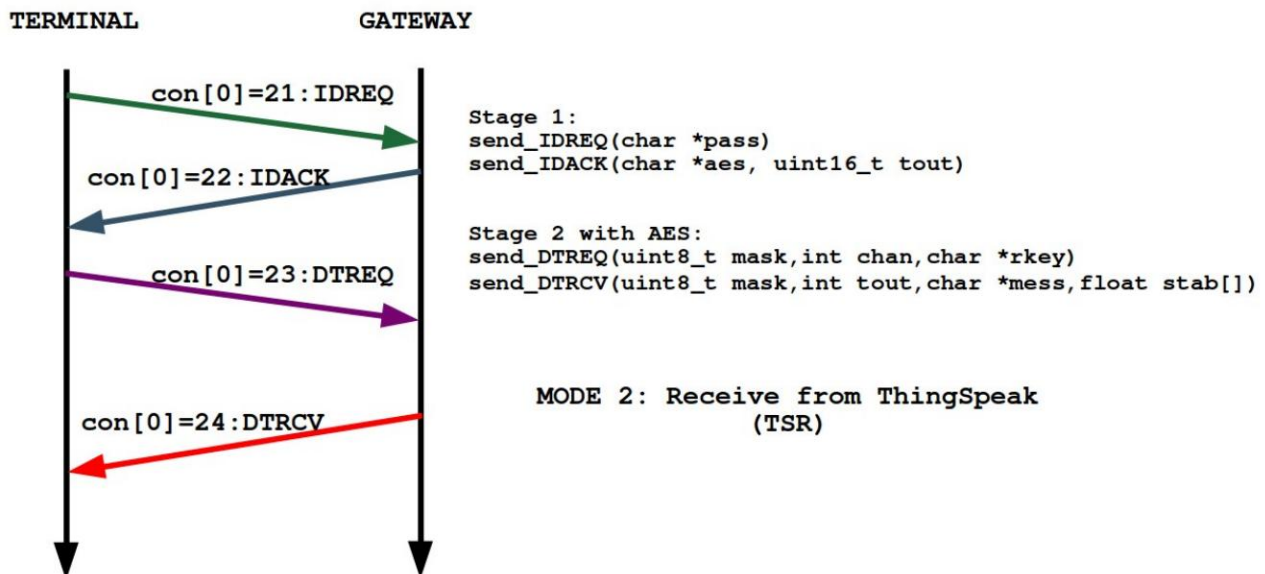 TERMINAL
GATEWAY
con[0]=21:IDREQ
con[0]=22:IDACK
con[0]=23:DTREQ
con[0]=24:DTRCV
Stage 1:
send_IDREQ(char *pass)
send_IDACK(char *aes, uint16_t tout)
Stage 2 with AES:
send_DTREQ(uint8_t mask,int chan,char *rkey)
send_DTRCV(uint8_t mask,int tout,char *mess,float stab[])
MODE 2: Receive from ThingSpeak
(TSR)